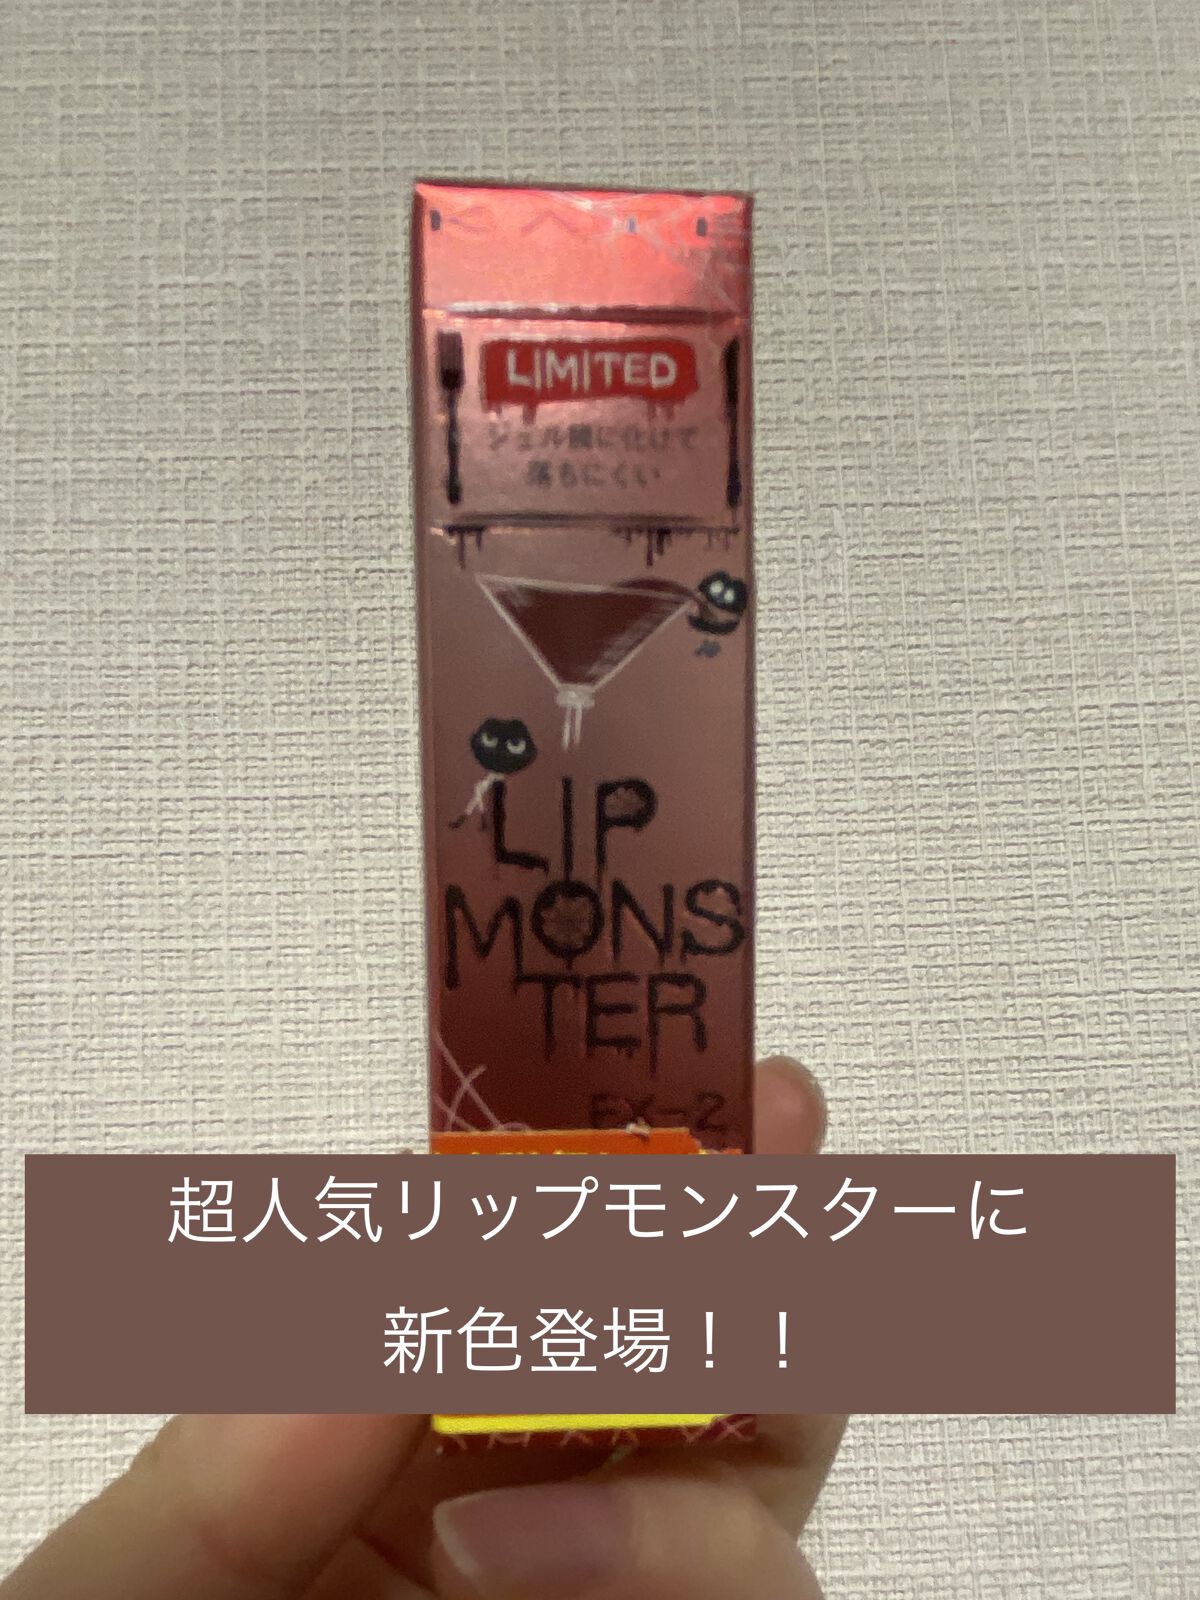 LIMITED
ジェル膜に化けて
落ちにくい
LIP
MONS
TER
EX-2
超人気リップモンスターに
新色登場！！